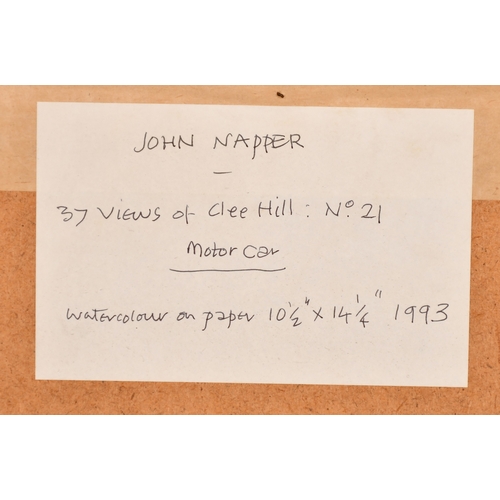 JOHN NAPPER
—
37 Views of Clee Hill : Nº 21
Motor car
watercolour on paper 10½" x 14¼" 1993